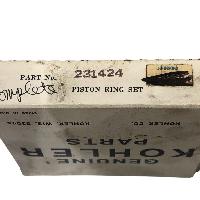 PART No. 231424
Complete
PISTON RING SET
KOHLER, WIS. 53044
KOHLER CO.
GENUINE
KOHLER
PARTS